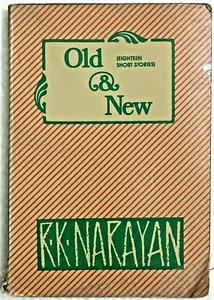 Old
(EIGHTEEN
SHORT STORIES)
&
New
R·K·NARAYAN